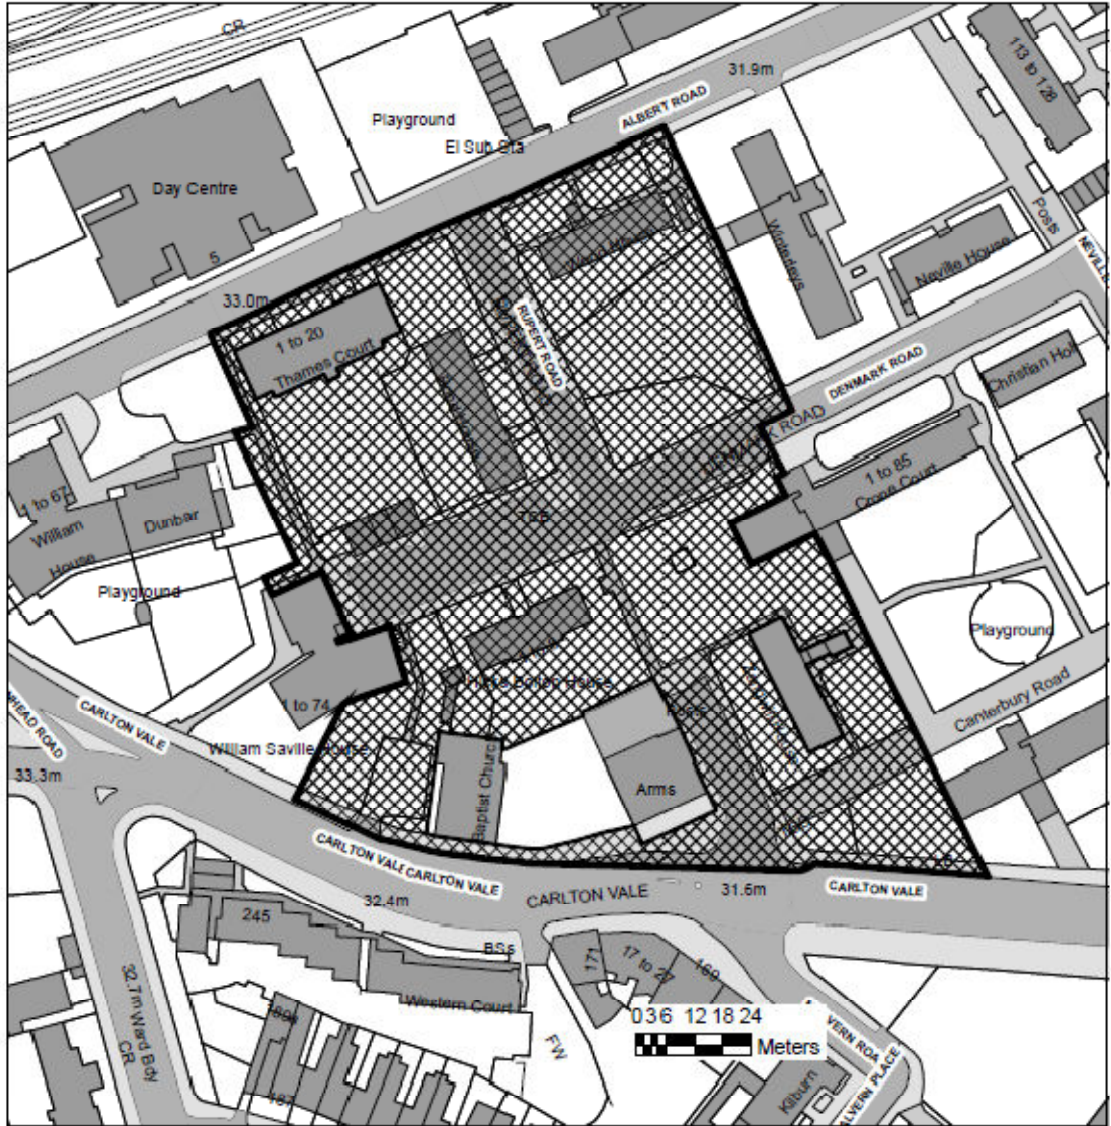 CR
113 to 128
31.9m
ALBERT ROAD
Playground
El Sub Sta
Day Centre
Posts
5
Winterleys
Neville House
NEVILLE
33.0m
1 to 20
Thames Court
RUPERT ROAD
DENMARK ROAD
Christian Holt
DENMARK ROAD
1 to 85
Crone Court
1 to 67
William
House
Dunbar
TCB
Playground
Playground
Canterbury Road
1 to 74
CARLTON VALE
William Saville House
33.3m
Baptist Church
Arms
CARLTON VALE
CARLTON VALE
CARLTON VALE
31.6m
CARLTON VALE
32.4m
245
BSs
171
17 to 27
169
Western Court
32.7m Ward Bdy
CR
FW
187
0 3 6 12 18 24
Meters
Kilburn